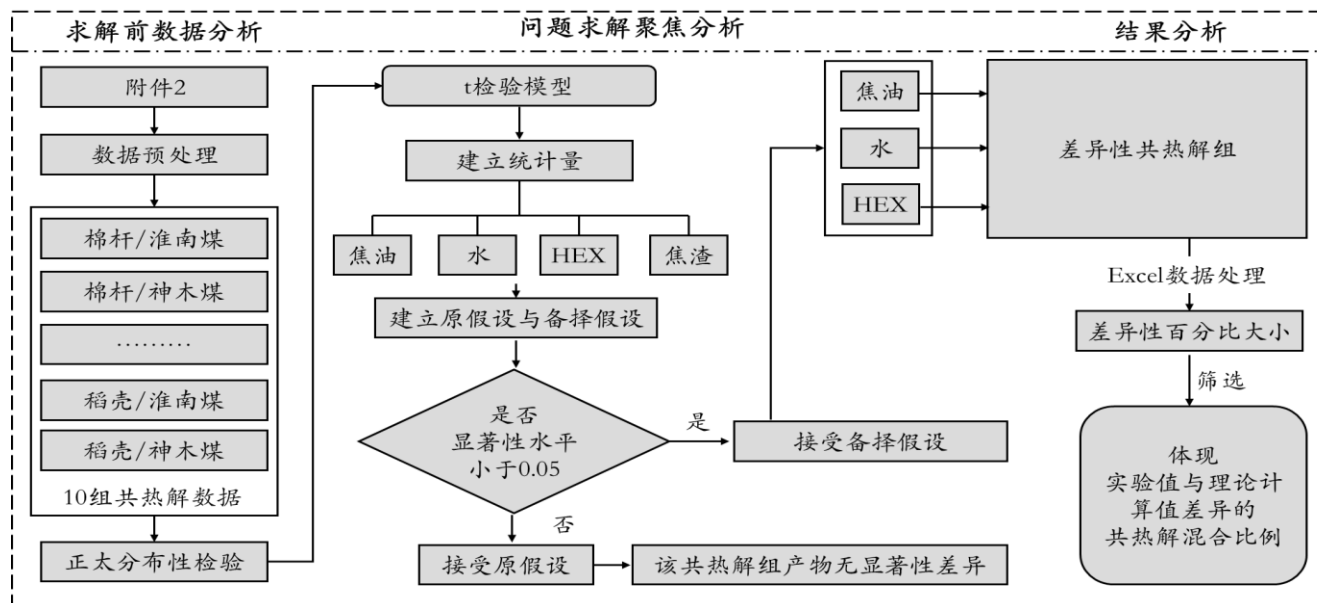 求解前数据分析
问题求解聚焦分析
结果分析
附件2
数据预处理
棉杆/淮南煤
棉杆/神木煤
………
稻壳/淮南煤
稻壳/神木煤
10组共热解数据
正太分布性检验
t检验模型
建立统计量
焦油
水
HEX
焦渣
建立原假设与备择假设
是否
显著性水平
小于0.05
是
否
接受备择假设
接受原假设
该共热解组产物无显著性差异
焦油
水
HEX
差异性共热解组
Excel数据处理
差异性百分比大小
筛选
体现
实验值与理论计
算值差异的
共热解混合比例